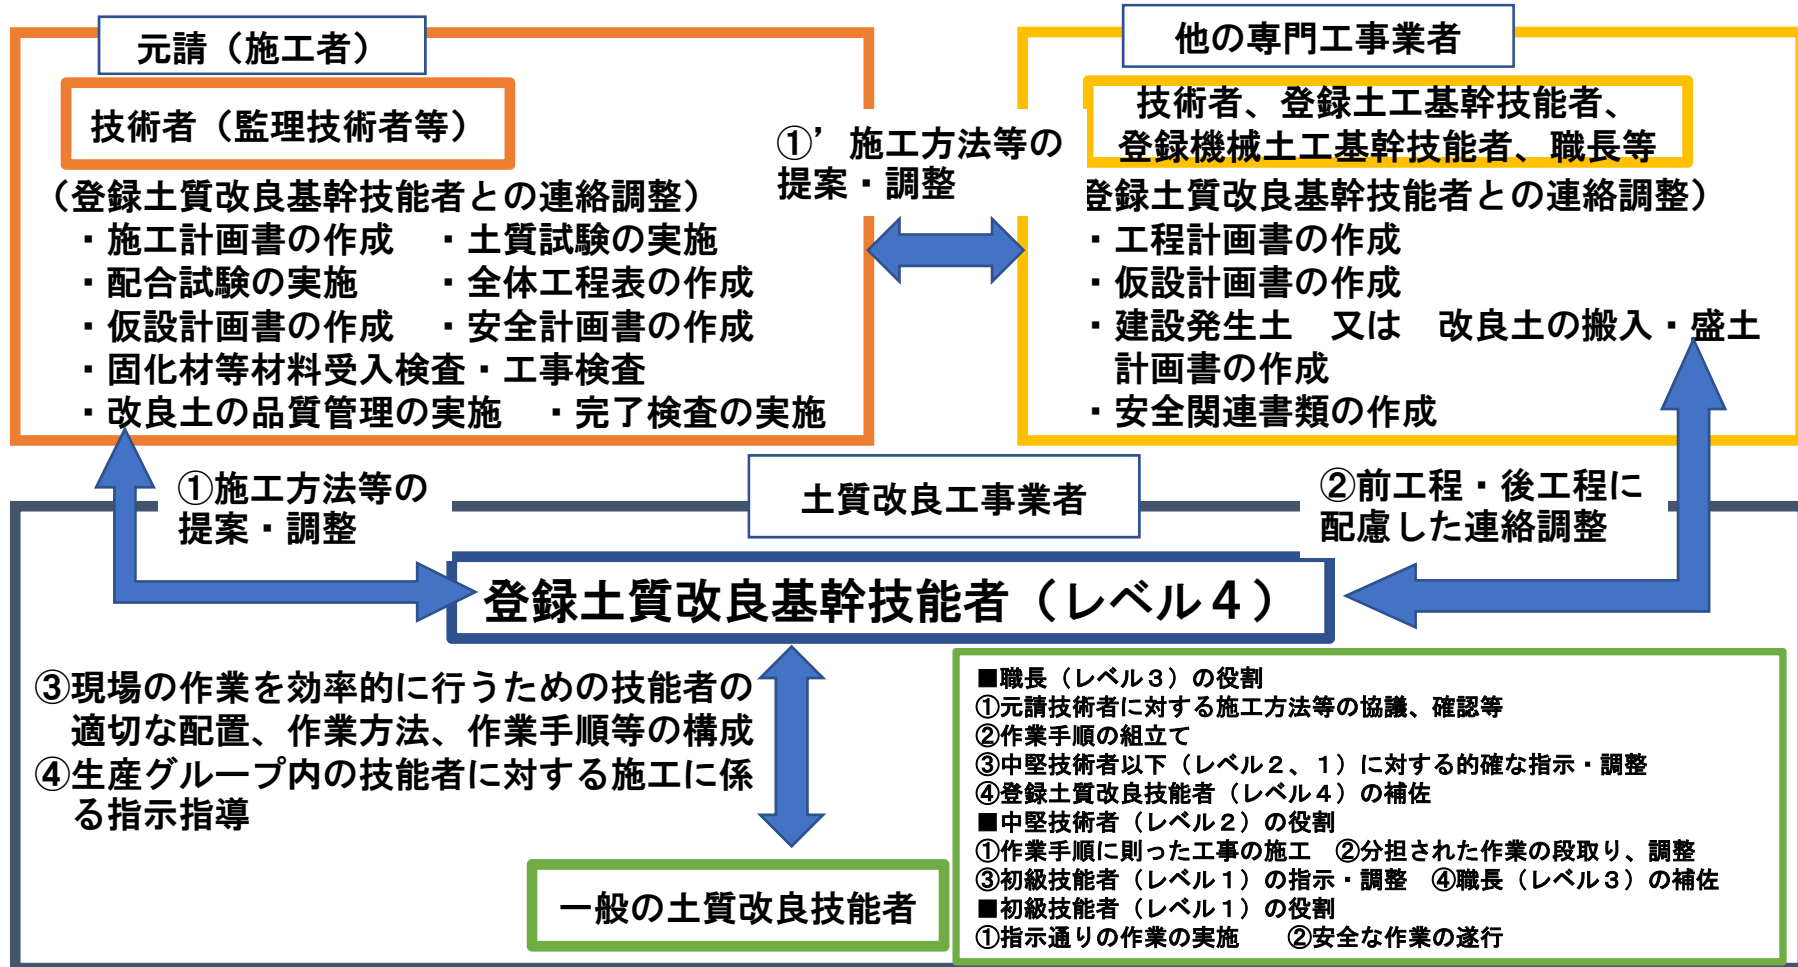 元請（施工者）
技術者（監理技術者等）
（登録土質改良基幹技能者との連絡調整）
・施工計画書の作成　・土質試験の実施
・配合試験の実施　・全体工程表の作成
・仮設計画書の作成　・安全計画書の作成
・固化材等材料受入検査・工事検査
・改良土の品質管理の実施　・完了検査の実施
①’施工方法等の
提案・調整
他の専門工事業者
技術者、登録土工基幹技能者、
登録機械土工基幹技能者、職長等
登録土質改良基幹技能者との連絡調整）
・工程計画書の作成
・仮設計画書の作成
・建設発生土　又は　改良土の搬入・盛土
計画書の作成
・安全関連書類の作成
①施工方法等の
提案・調整
土質改良工事業者
②前工程・後工程に
配慮した連絡調整
登録土質改良基幹技能者（レベル４）
③現場の作業を効率的に行うための技能者の
適切な配置、作業方法、作業手順等の構成
④生産グループ内の技能者に対する施工に係
る指示指導
一般の土質改良技能者
■職長（レベル３）の役割
①元請技術者に対する施工方法等の協議、確認等
②作業手順の組立て
③中堅技術者以下（レベル２、１）に対する的確な指示・調整
④登録土質改良技能者（レベル４）の補佐
■中堅技術者（レベル２）の役割
①作業手順に則った工事の施工　②分担された作業の段取り、調整
③初級技能者（レベル１）の指示・調整　④職長（レベル３）の補佐
■初級技能者（レベル１）の役割
①指示通りの作業の実施　　②安全な作業の遂行